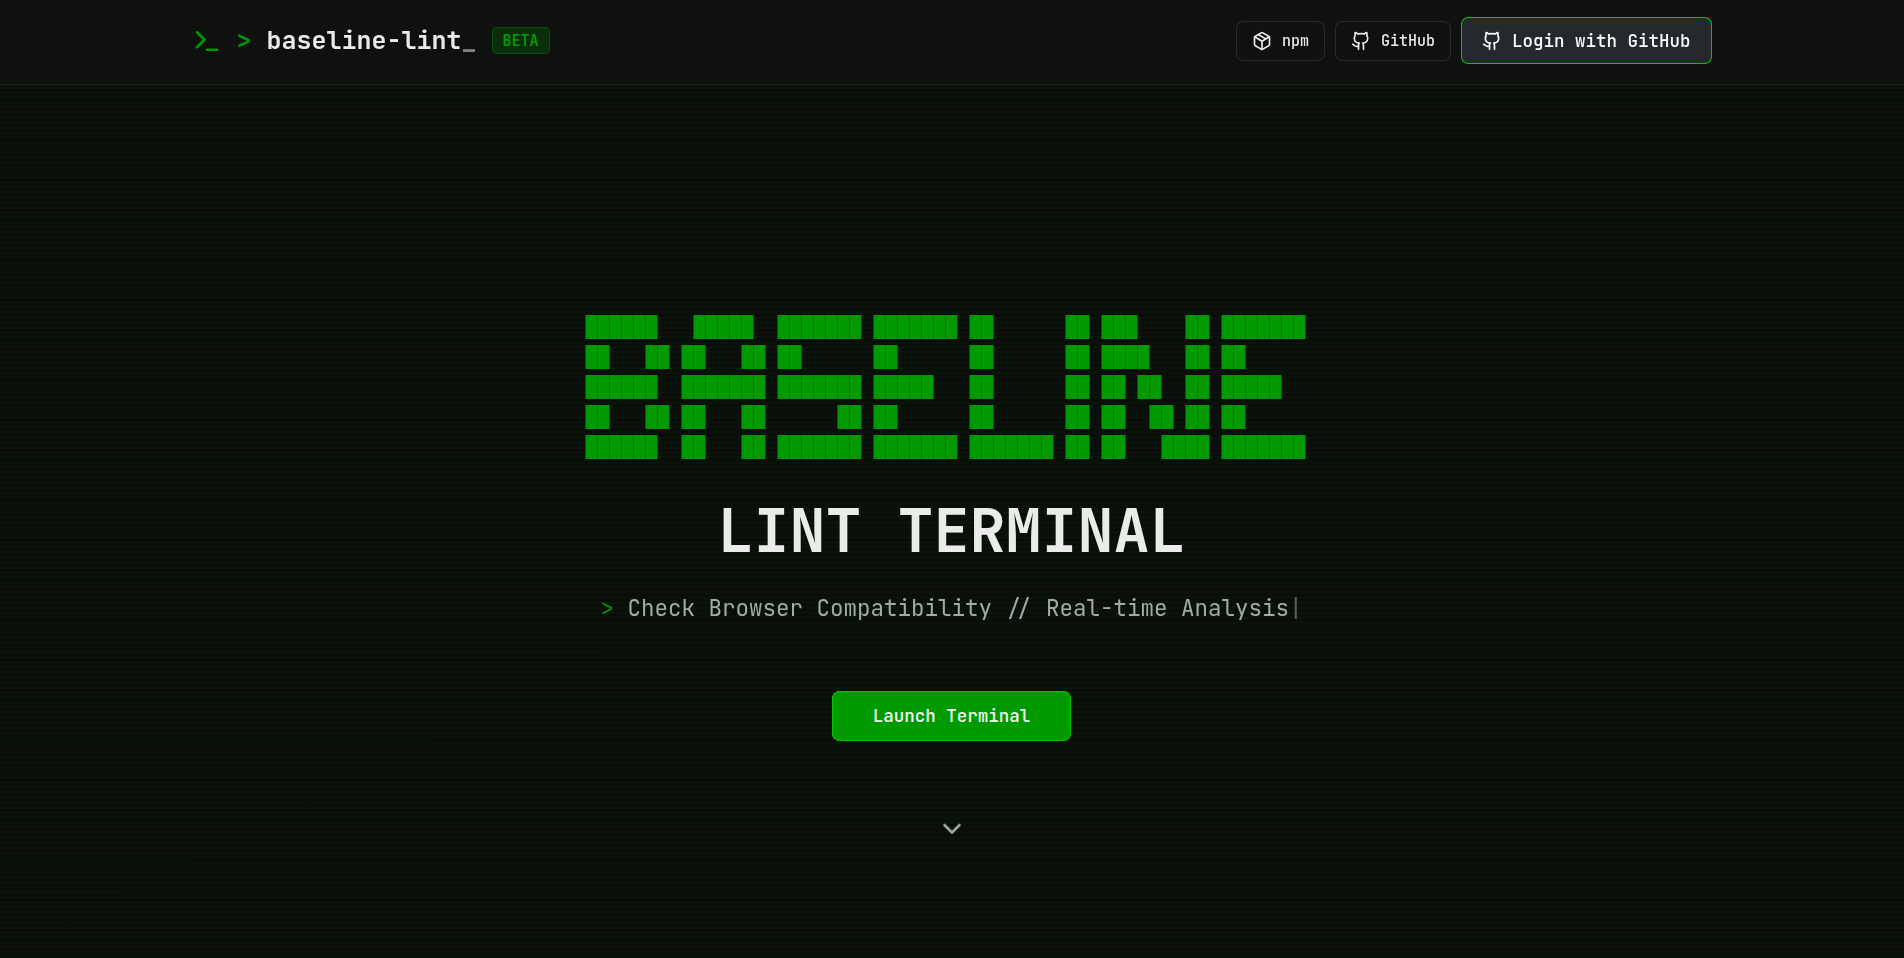 > baseline-lint_ BETA
npm
GitHub
Login with GitHub
BASELINE
LINT TERMINAL
> Check Browser Compatibility // Real-time Analysis|
Launch Terminal